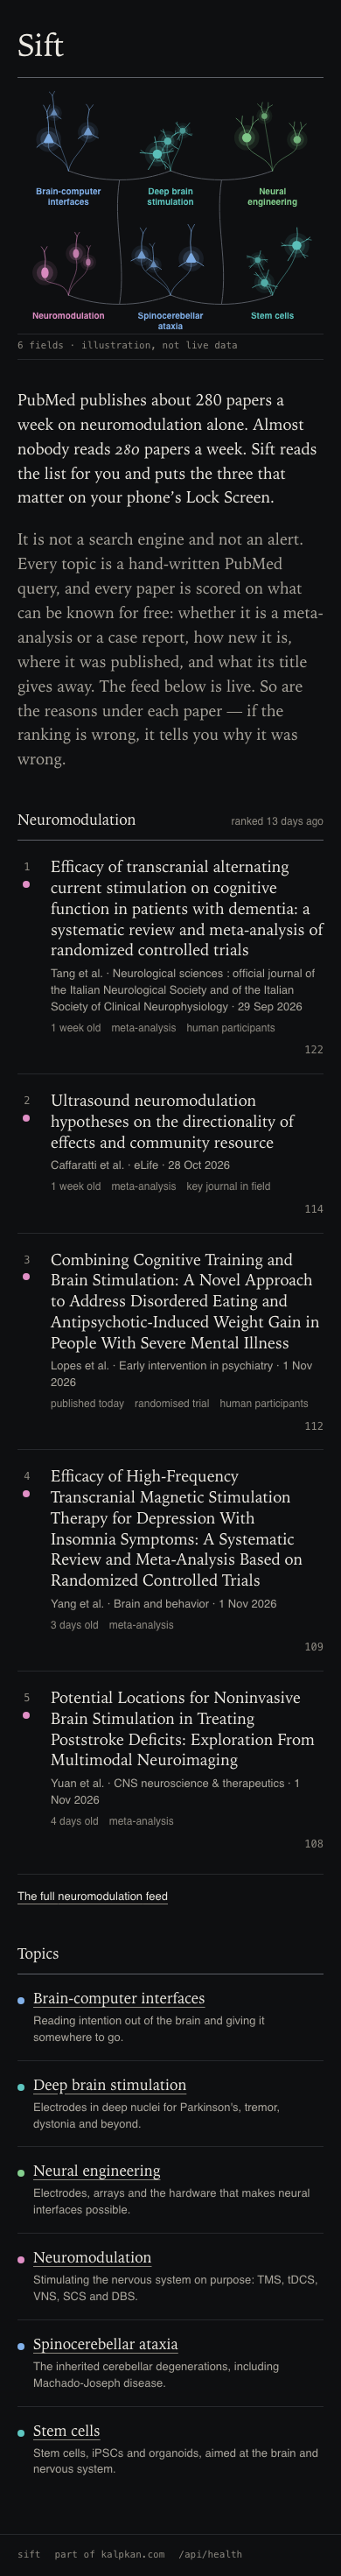 Sift
Brain-computer
interfaces
Deep brain
stimulation
Neural
engineering
Neuromodulation
Spinocerebellar
ataxia
Stem cells
6 fields · illustration, not live data
PubMed publishes about 280 papers a
week on neuromodulation alone. Almost
nobody reads 280 papers a week. Sift reads
the list for you and puts the three that
matter on your phone’s Lock Screen.
It is not a search engine and not an alert.
Every topic is a hand-written PubMed
query, and every paper is scored on what
can be known for free: whether it is a meta-
analysis or a case report, how new it is,
where it was published, and what its title
gives away. The feed below is live. So are
the reasons under each paper — if the
ranking is wrong, it tells you why it was
wrong.
Neuromodulation ranked 13 days ago
1 Efficacy of transcranial alternating
current stimulation on cognitive
function in patients with dementia: a
systematic review and meta-analysis of
randomized controlled trials
Tang et al. · Neurological sciences : official journal of
the Italian Neurological Society and of the Italian
Society of Clinical Neurophysiology · 29 Sep 2026
1 week old meta-analysis human participants
122
2 Ultrasound neuromodulation
hypotheses on the directionality of
effects and community resource
Caffaratti et al. · eLife · 28 Oct 2026
1 week old meta-analysis key journal in field
114
3 Combining Cognitive Training and
Brain Stimulation: A Novel Approach
to Address Disordered Eating and
Antipsychotic-Induced Weight Gain in
People With Severe Mental Illness
Lopes et al. · Early intervention in psychiatry · 1 Nov
2026
published today randomised trial human participants
112
4 Efficacy of High-Frequency
Transcranial Magnetic Stimulation
Therapy for Depression With
Insomnia Symptoms: A Systematic
Review and Meta-Analysis Based on
Randomized Controlled Trials
Yang et al. · Brain and behavior · 1 Nov 2026
3 days old meta-analysis
109
5 Potential Locations for Noninvasive
Brain Stimulation in Treating
Poststroke Deficits: Exploration From
Multimodal Neuroimaging
Yuan et al. · CNS neuroscience & therapeutics · 1
Nov 2026
4 days old meta-analysis
108
The full neuromodulation feed
Topics
Brain-computer interfaces
Reading intention out of the brain and giving it
somewhere to go.
Deep brain stimulation
Electrodes in deep nuclei for Parkinson’s, tremor,
dystonia and beyond.
Neural engineering
Electrodes, arrays and the hardware that makes neural
interfaces possible.
Neuromodulation
Stimulating the nervous system on purpose: TMS, tDCS,
VNS, SCS and DBS.
Spinocerebellar ataxia
The inherited cerebellar degenerations, including
Machado-Joseph disease.
Stem cells
Stem cells, iPSCs and organoids, aimed at the brain and
nervous system.
sift part of kalpkan.com /api/health